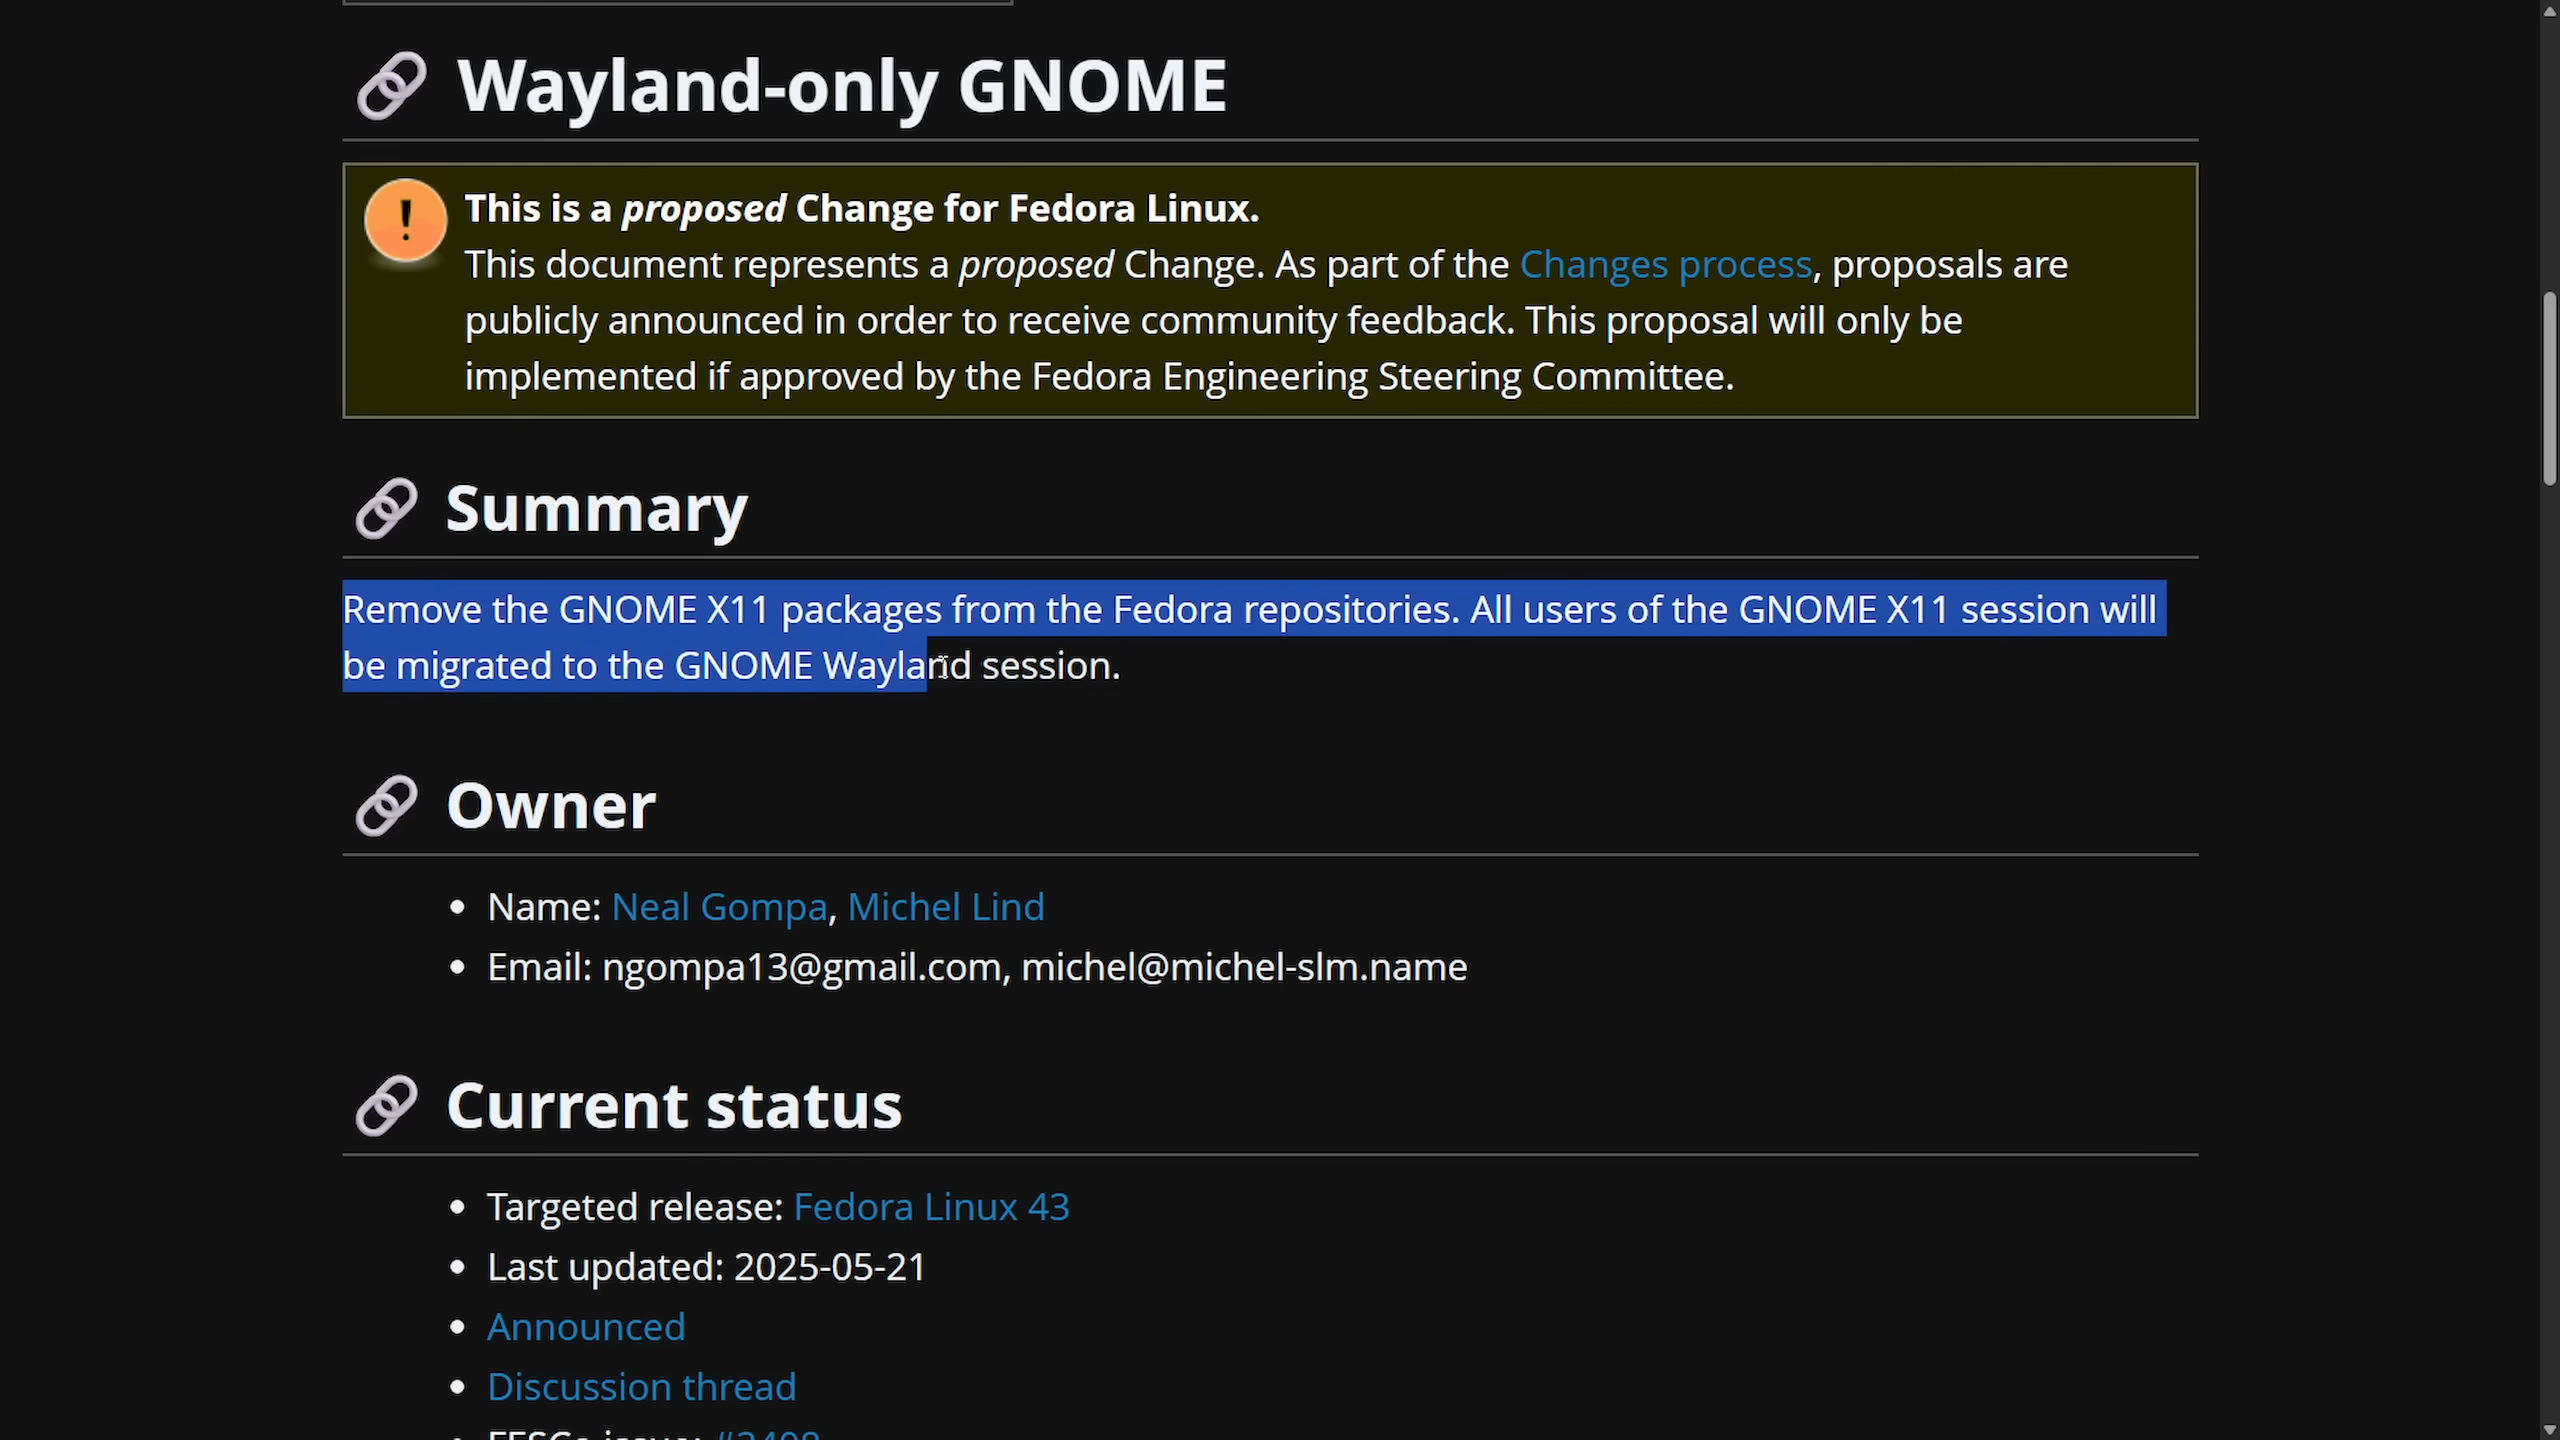 Wayland-only GNOME
This is a proposed Change for Fedora Linux.
This document represents a proposed Change. As part of the Changes process, proposals are
publicly announced in order to receive community feedback. This proposal will only be
implemented if approved by the Fedora Engineering Steering Committee.
Summary
Remove the GNOME X11 packages from the Fedora repositories. All users of the GNOME X11 session will
be migrated to the GNOME Wayland session.
Owner
• Name: Neal Gompa, Michel Lind
• Email: ngompa13@gmail.com, michel@michel-slm.name
Current status
• Targeted release: Fedora Linux 43
• Last updated: 2025-05-21
• Announced
• Discussion thread